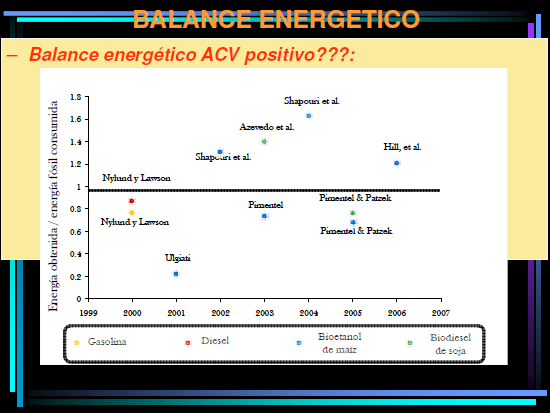 BALANCE ENERGETICO
– Balance energético ACV positivo???:
Energía obtenida / energía fósil consumida
1.8
1.6
1.4
1.2
1
0.8
0.6
0.4
0.2
0
Shapouri et al.
Azevedo et al.
Shapouri et al.
Hill, et al.
Nylund y Lawson
Nylund y Lawson
Pimentel
Pimentel & Patzek
Pimentel & Patzek
Ulgiati
1999 2000 2001 2002 2003 2004 2005 2006 2007
Gasolina
Diesel
Bioetanol
de maíz
Biodiesel
de soja